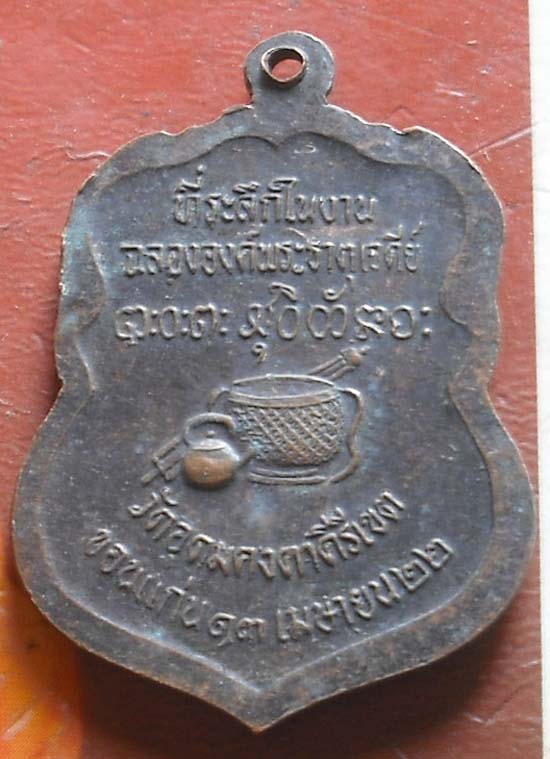 ที่ระลึกในงาน
ฉลององค์พระธาตุเจดีย์
วัดอุดมคงคาคีรีเขต
ขอนแก่น ๑๓ เมษายน ๒๒